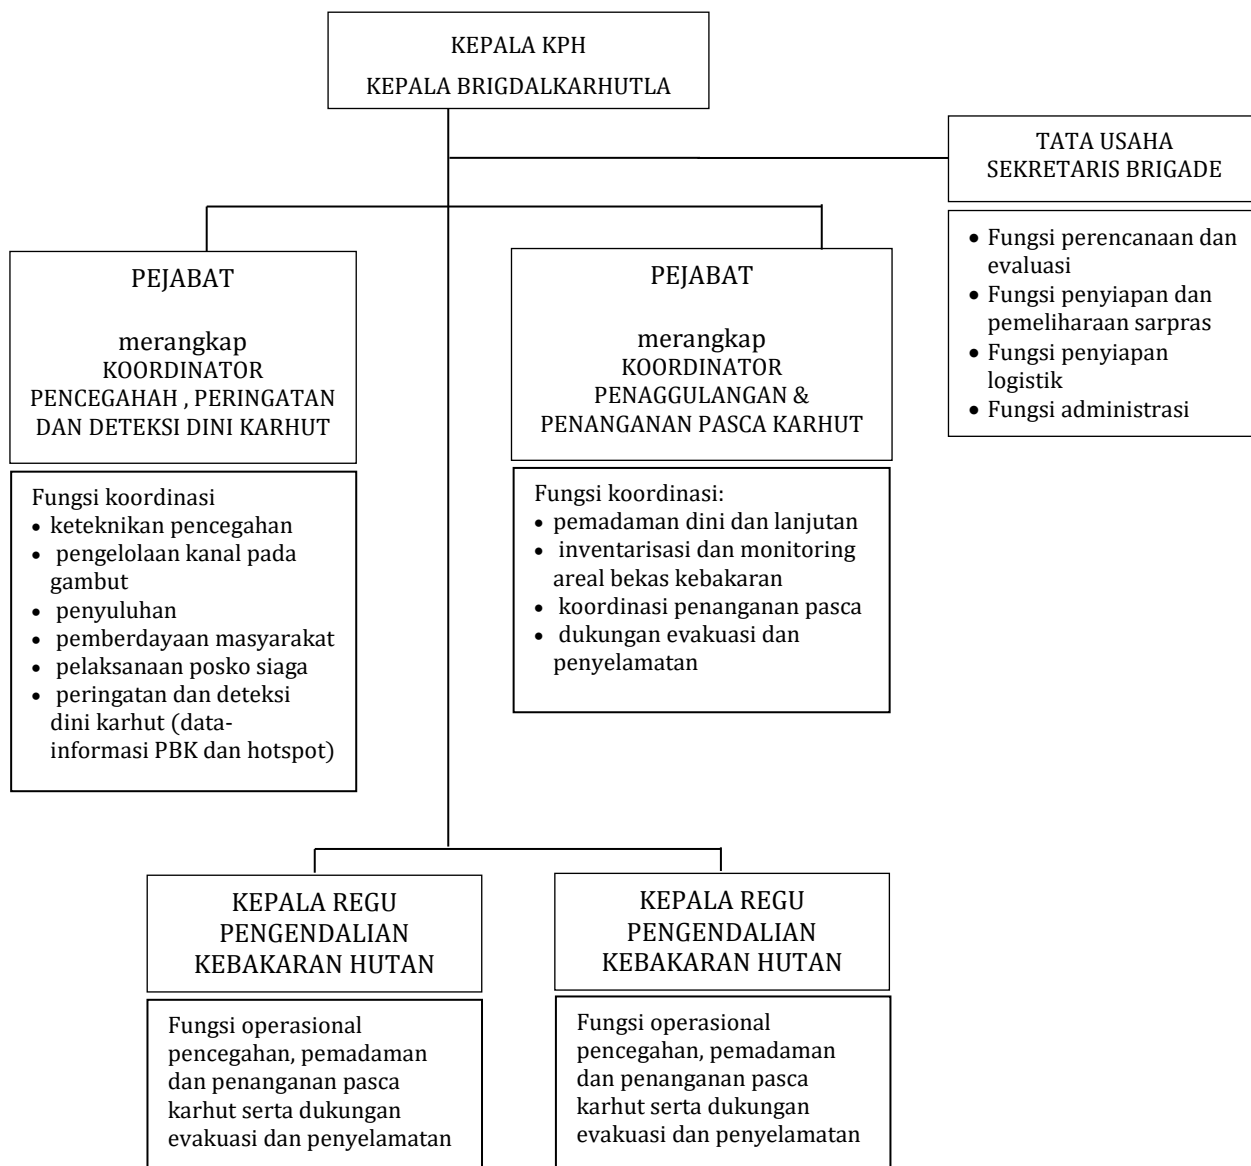 KEPALA KPH
KEPALA BRIGDALKARHUTLA
TATA USAHA
SEKRETARIS BRIGADE
• Fungsi perencanaan dan
evaluasi
• Fungsi penyiapan dan
pemeliharaan sarpras
• Fungsi penyiapan
logistik
• Fungsi administrasi
PEJABAT
merangkap
KOORDINATOR
PENCEGAHAH , PERINGATAN
DAN DETEKSI DINI KARHUT
Fungsi koordinasi
• keteknikan pencegahan
• pengelolaan kanal pada
gambut
• penyuluhan
• pemberdayaan masyarakat
• pelaksanaan posko siaga
• peringatan dan deteksi
dini karhut (data-
informasi PBK dan hotspot)
PEJABAT
merangkap
KOORDINATOR
PENAGGULANGAN &
PENANGANAN PASCA KARHUT
Fungsi koordinasi:
• pemadaman dini dan lanjutan
• inventarisasi dan monitoring
areal bekas kebakaran
• koordinasi penanganan pasca
• dukungan evakuasi dan
penyelamatan
KEPALA REGU
PENGENDALIAN
KEBAKARAN HUTAN
Fungsi operasional
pencegahan, pemadaman
dan penanganan pasca
karhut serta dukungan
evakuasi dan penyelamatan
KEPALA REGU
PENGENDALIAN
KEBAKARAN HUTAN
Fungsi operasional
pencegahan, pemadaman
dan penanganan pasca
karhut serta dukungan
evakuasi dan penyelamatan